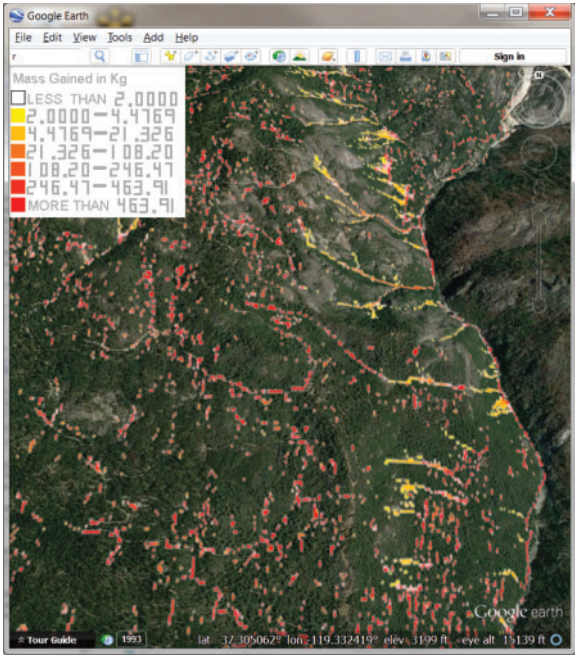 Google Earth
File Edit View Tools Add Help
r
Sign in
N
Mass Gained in Kg
LESS THAN 2.0000
2.0000-4.4769
4.4769-21.326
21.326-108.20
108.20-246.47
246.47-463.91
MORE THAN 463.91
Google earth
Tour Guide 1993 lat 37.305062° lon -119.332419° elev 3199 ft eye alt 15139 ft